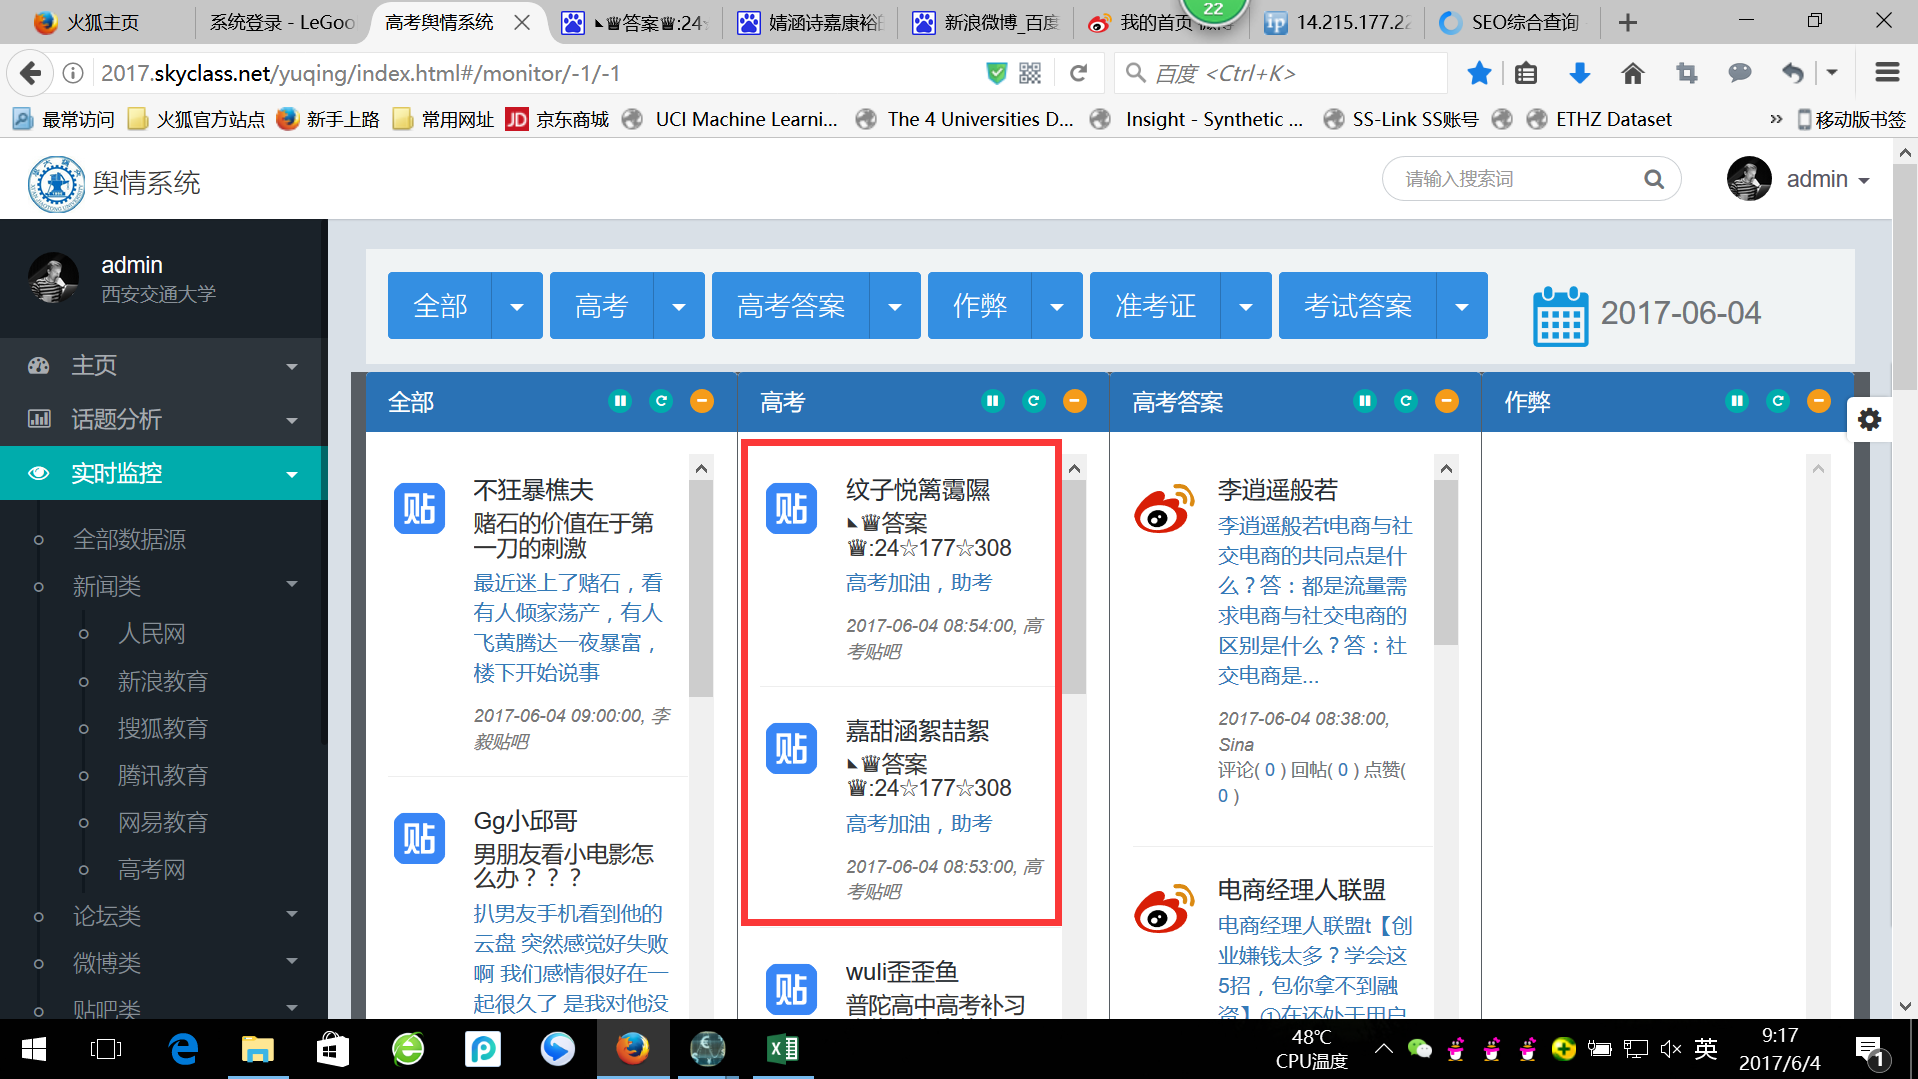 火狐主页
系统登录 - LeGoo
高考舆情系统
◣♛答案♛:24☆
婧涵诗嘉康裕的
新浪微博_百度
我的首页 微博
22
14.215.177.22
SEO综合查询
2017.skyclass.net/yuqing/index.html#/monitor/-1/-1
百度 <Ctrl+K>
最常访问
火狐官方站点
新手上路
常用网址
JD
京东商城
UCI Machine Learni...
The 4 Universities D...
Insight - Synthetic ...
SS-Link SS账号
ETHZ Dataset
»
移动版书签
舆情系统
请输入搜索词
admin
admin
西安交通大学
主页
话题分析
实时监控
全部数据源
新闻类
人民网
新浪教育
搜狐教育
腾讯教育
网易教育
高考网
论坛类
微博类
贴吧类
全部
高考
高考答案
作弊
准考证
考试答案
2017-06-04
全部
高考
高考答案
作弊
贴
不狂暴樵夫
赌石的价值在于第
一刀的刺激
最近迷上了赌石，看
有人倾家荡产，有人
飞黄腾达一夜暴富，
楼下开始说事
2017-06-04 09:00:00, 李
毅贴吧
贴
Gg小邱哥
男朋友看小电影怎
么办？？？
扒男友手机看到他的
云盘 突然感觉好失败
啊 我们感情很好在一
起很久了 是我对他没
贴
纹子悦篱霭隰
◣♛答案
♛:24☆177☆308
高考加油，助考
2017-06-04 08:54:00, 高
考贴吧
贴
嘉甜涵絮喆絮
◣♛答案
♛:24☆177☆308
高考加油，助考
2017-06-04 08:53:00, 高
考贴吧
贴
wuli歪歪鱼
普陀高中高考补习
李逍遥般若
李逍遥般若t电商与社
交电商的共同点是什
么？答：都是流量需
求电商与社交电商的
区别是什么？答：社
交电商是...
2017-06-04 08:38:00,
Sina
评论( 0 ) 回帖( 0 ) 点赞(
0 )
电商经理人联盟
电商经理人联盟t【创
业嫌钱太多？学会这
5招，包你拿不到融
资】①在还处于用户
48℃
CPU温度
英
9:17
2017/6/4
1